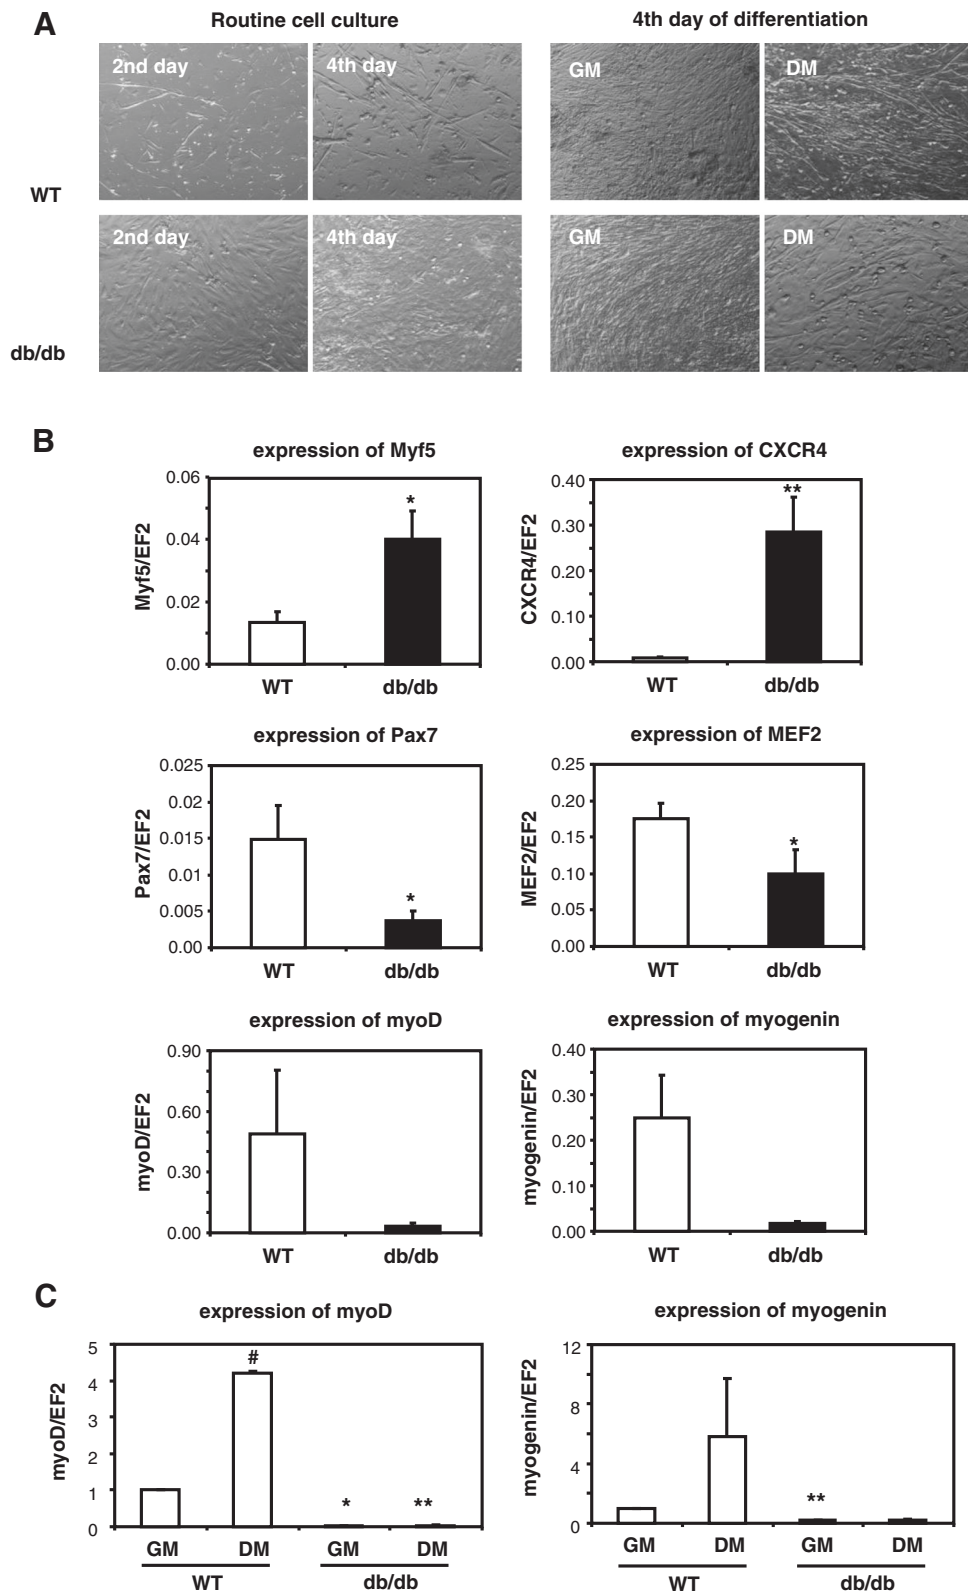 A
Routine cell culture
4th day of differentiation
2nd day
4th day
GM
DM
WT
2nd day
4th day
GM
DM
db/db
B
expression of Myf5
Myf5/EF2
0.06
0.04
0.02
0.00
*
WT
db/db
expression of CXCR4
CXCR4/EF2
0.40
0.30
0.20
0.10
0.00
**
WT
db/db
expression of Pax7
Pax7/EF2
0.025
0.02
0.015
0.01
0.005
0.00
*
WT
db/db
expression of MEF2
MEF2/EF2
0.25
0.20
0.15
0.10
0.05
0.00
*
WT
db/db
expression of myoD
myoD/EF2
0.90
0.60
0.30
0.00
WT
db/db
expression of myogenin
myogenin/EF2
0.40
0.30
0.20
0.10
0.00
WT
db/db
C
expression of myoD
myoD/EF2
5
4
3
2
1
0
#
*
**
GM
DM
GM
DM
WT
db/db
expression of myogenin
myogenin/EF2
12
8
4
0
**
GM
DM
GM
DM
WT
db/db